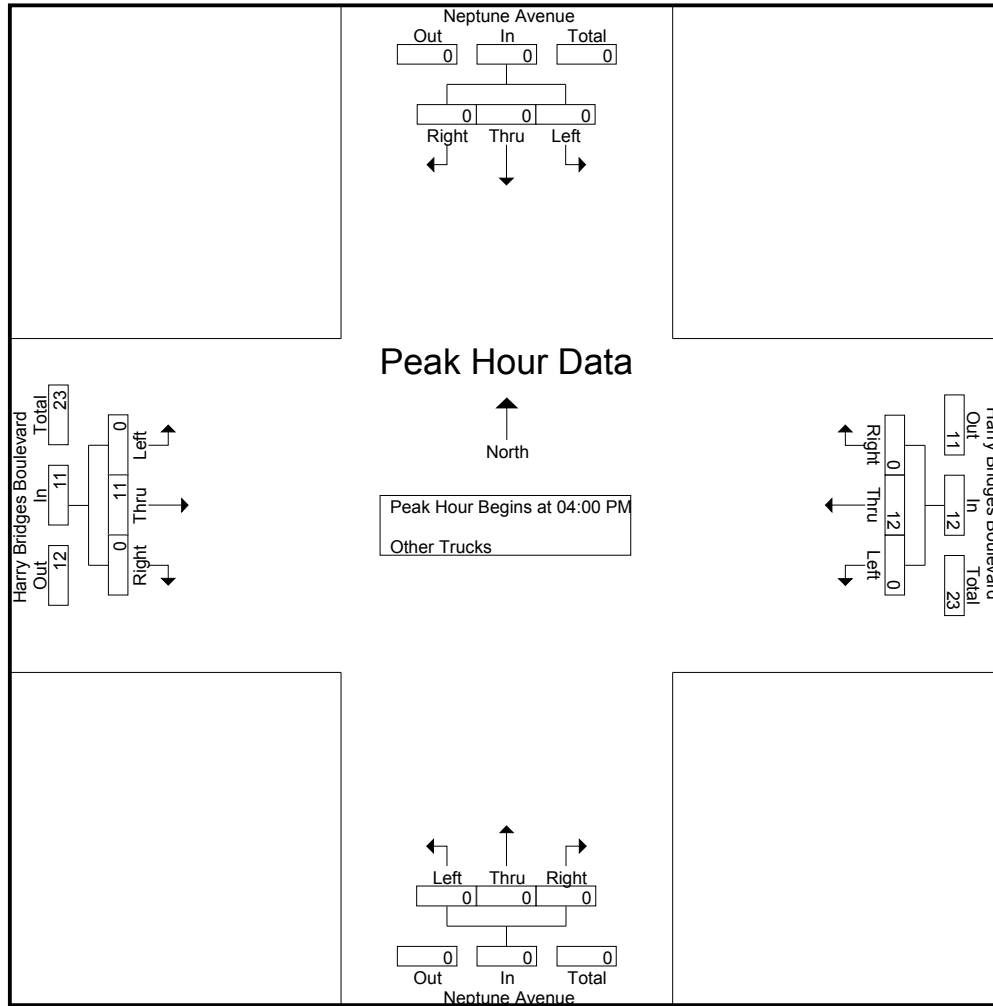 Neptune Avenue
Out In Total
0 0 0
0 0 0
Right Thru Left
Peak Hour Data
North
Peak Hour Begins at 04:00 PM
Other Trucks
Harry Bridges Boulevard
Out In Total
12 11 23
0 11 0
Right Thru Left
Harry Bridges Boulevard
Out In Total
11 12 23
0 12 0
Right Thru Left
Left Thru Right
0 0 0
0 0 0
Out In Total
Neptune Avenue